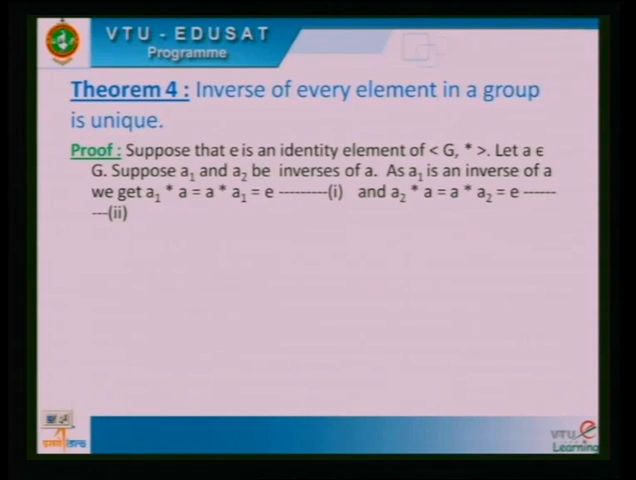 VTU - EDUSAT
Programme
Theorem 4 : Inverse of every element in a group
is unique.
Proof : Suppose that e is an identity element of < G, * >. Let a ϵ
G. Suppose a₁ and a₂ be inverses of a. As a₁ is an inverse of a
we get a₁ * a = a * a₁ = e ---------(i) and a₂ * a = a * a₂ = e ------
---(ii)
VTU e
Learning